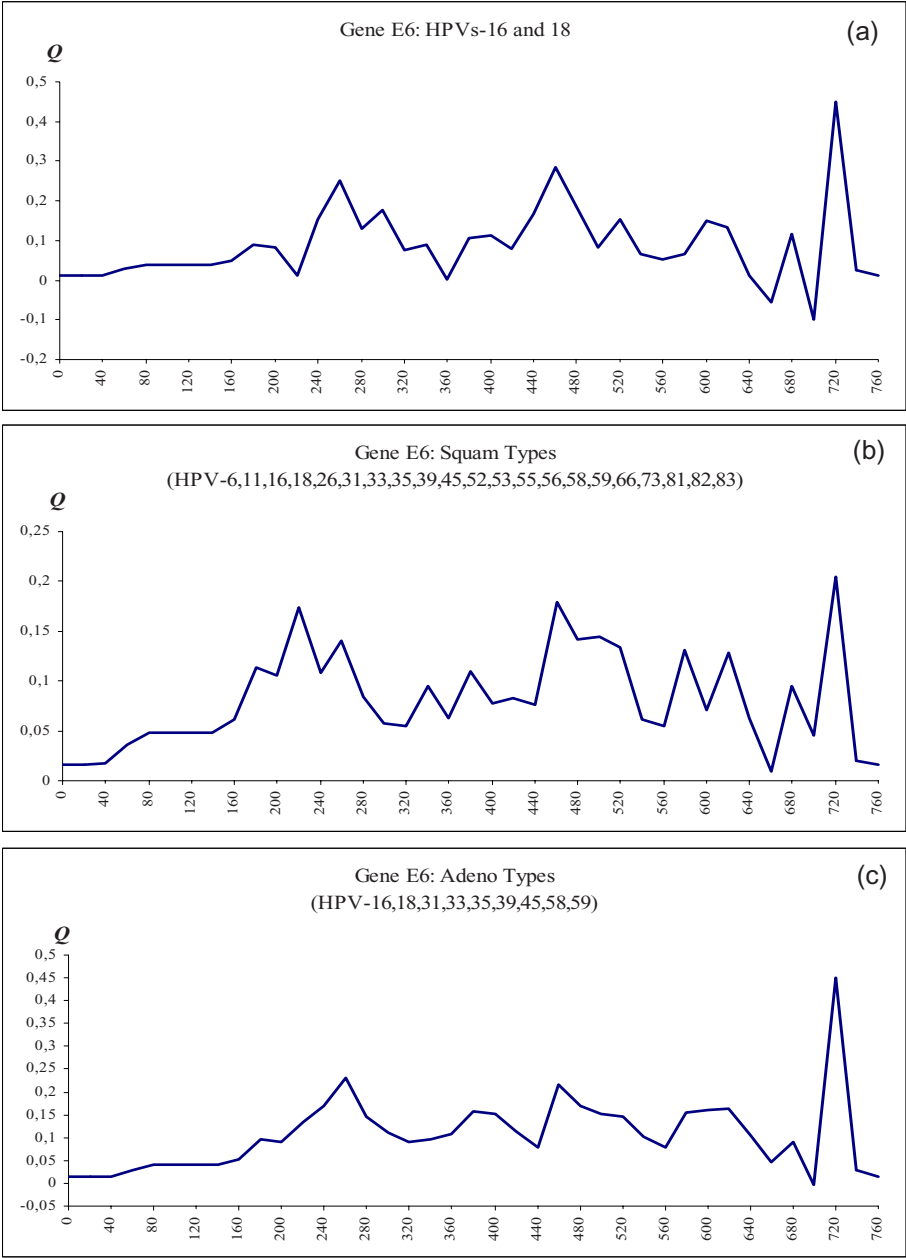 Gene E6: HPVs-16 and 18
(a)
Q
0,5
0,4
0,3
0,2
0,1
0
-0,1
-0,2
0 40 80 120 160 200 240 280 320 360 400 440 480 520 560 600 640 680 720 760
Gene E6: Squam Types
(b)
(HPV-6,11,16,18,26,31,33,35,39,45,52,53,55,56,58,59,66,73,81,82,83)
Q
0,25
0,2
0,15
0,1
0,05
0
0 40 80 120 160 200 240 280 320 360 400 440 480 520 560 600 640 680 720 760
Gene E6: Adeno Types
(c)
(HPV-16,18,31,33,35,39,45,58,59)
Q
0,5
0,45
0,4
0,35
0,3
0,25
0,2
0,15
0,1
0,05
0
-0,05
0 40 80 120 160 200 240 280 320 360 400 440 480 520 560 600 640 680 720 760